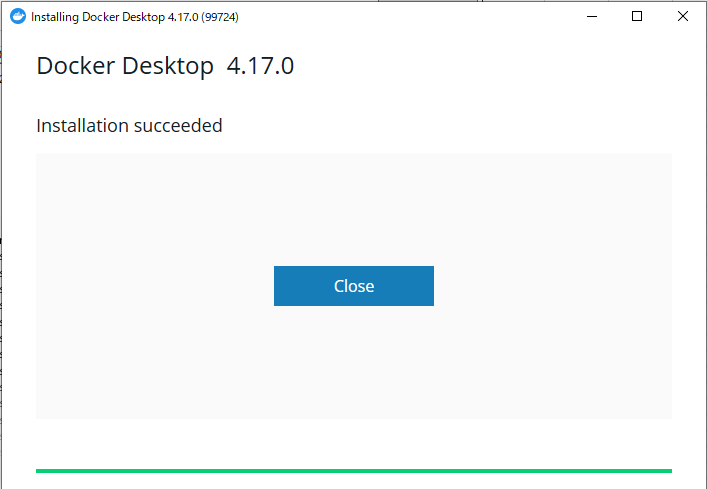 Installing Docker Desktop 4.17.0 (99724)
Docker Desktop 4.17.0
Installation succeeded
Close